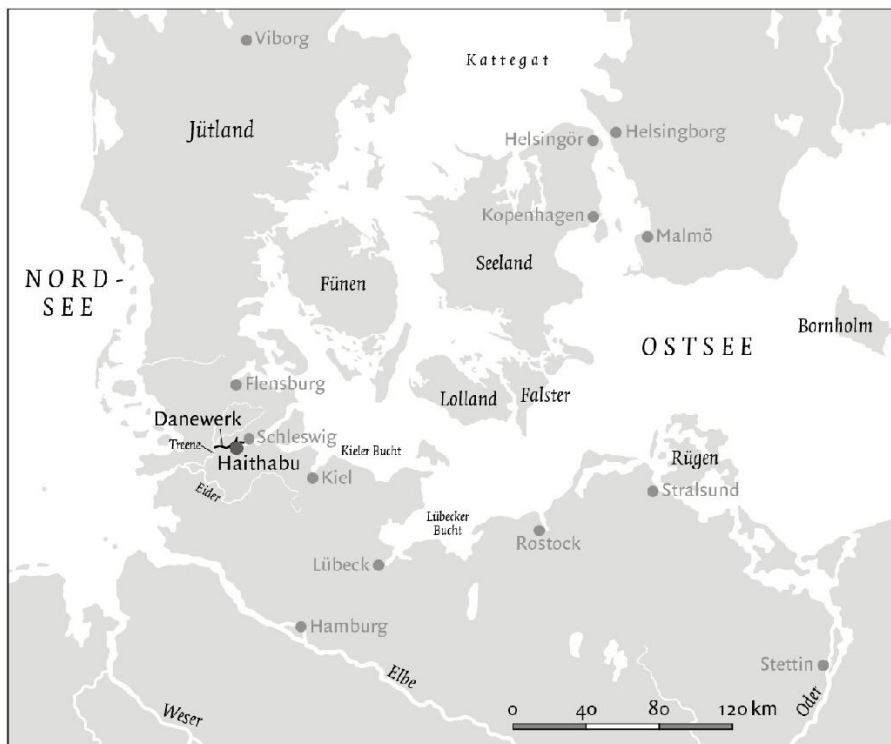 Viborg
Kattegat
Jütland
Helsingör
Helsingborg
Kopenhagen
Malmö
NORD-
SEE
Fünen
Seeland
Bornholm
OSTSEE
Flensburg
Lolland
Falster
Danewerk
Treene
Schleswig
Kieler Bucht
Haithabu
Rügen
Kiel
Eider
Stralsund
Lübecker
Bucht
Rostock
Lübeck
Hamburg
Stettin
Elbe
Oder
Weser
0 40 80 120 km